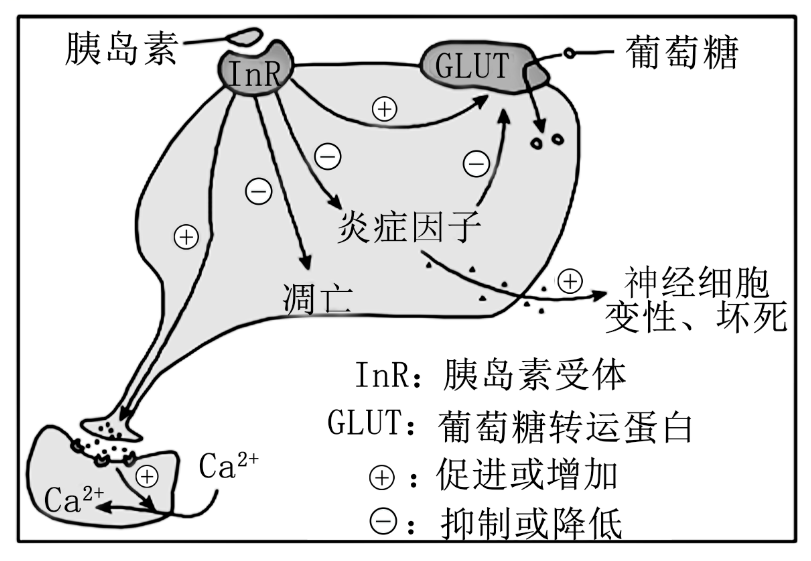 胰岛素
InR
GLUT
葡萄糖
⊕
⊖
⊖
⊖
⊕
炎症因子
凋亡
⊕
神经细胞
变性、坏死
InR：胰岛素受体
GLUT：葡萄糖转运蛋白
⊕：促进或增加
⊖：抑制或降低
Ca²⁺
⊕
Ca²⁺